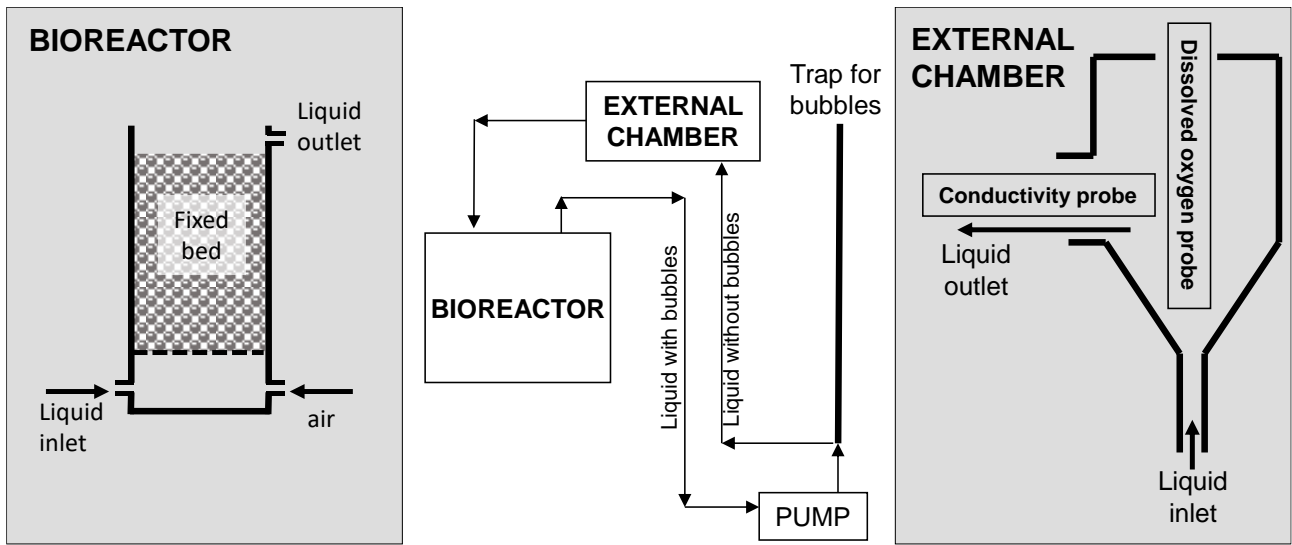 BIOREACTOR
Liquid
outlet
Fixed
bed
Liquid
inlet
air
EXTERNAL
CHAMBER
Trap for
bubbles
BIOREACTOR
Liquid with bubbles
Liquid without bubbles
PUMP
EXTERNAL
CHAMBER
Dissolved oxygen probe
Conductivity probe
Liquid
outlet
Liquid
inlet